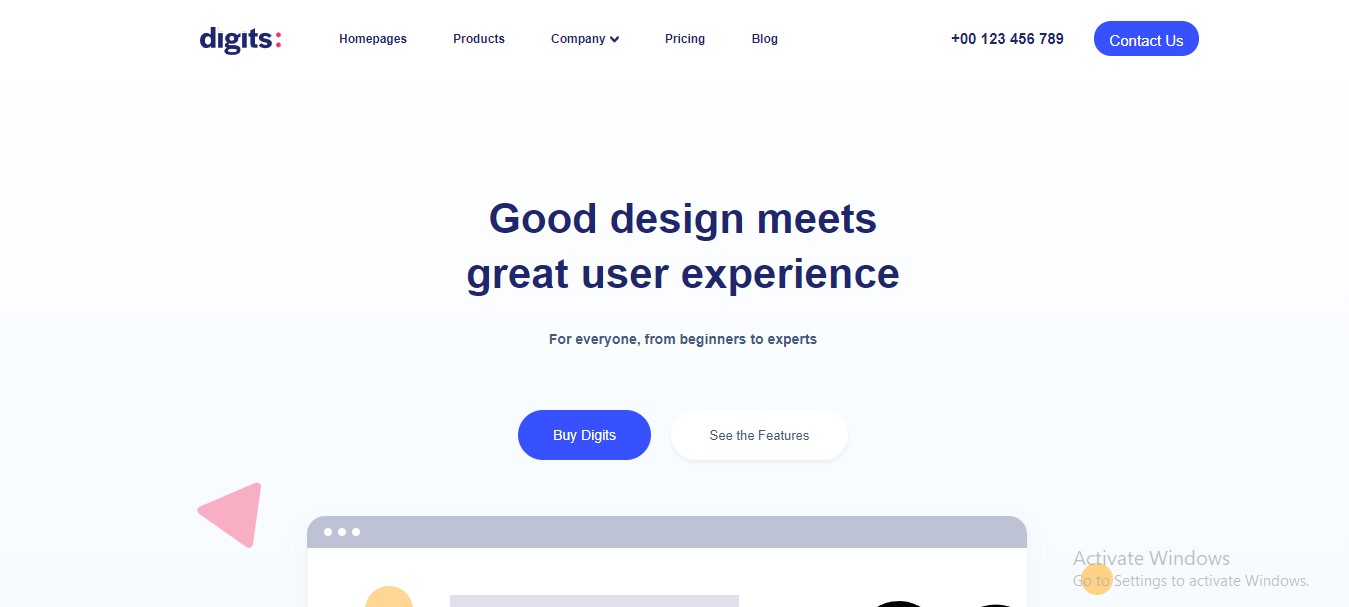 digits:
Homepages
Products
Company
Pricing
Blog
+00 123 456 789
Contact Us
Good design meets
great user experience
For everyone, from beginners to experts
Buy Digits
See the Features
Activate Windows
Go to Settings to activate Windows.